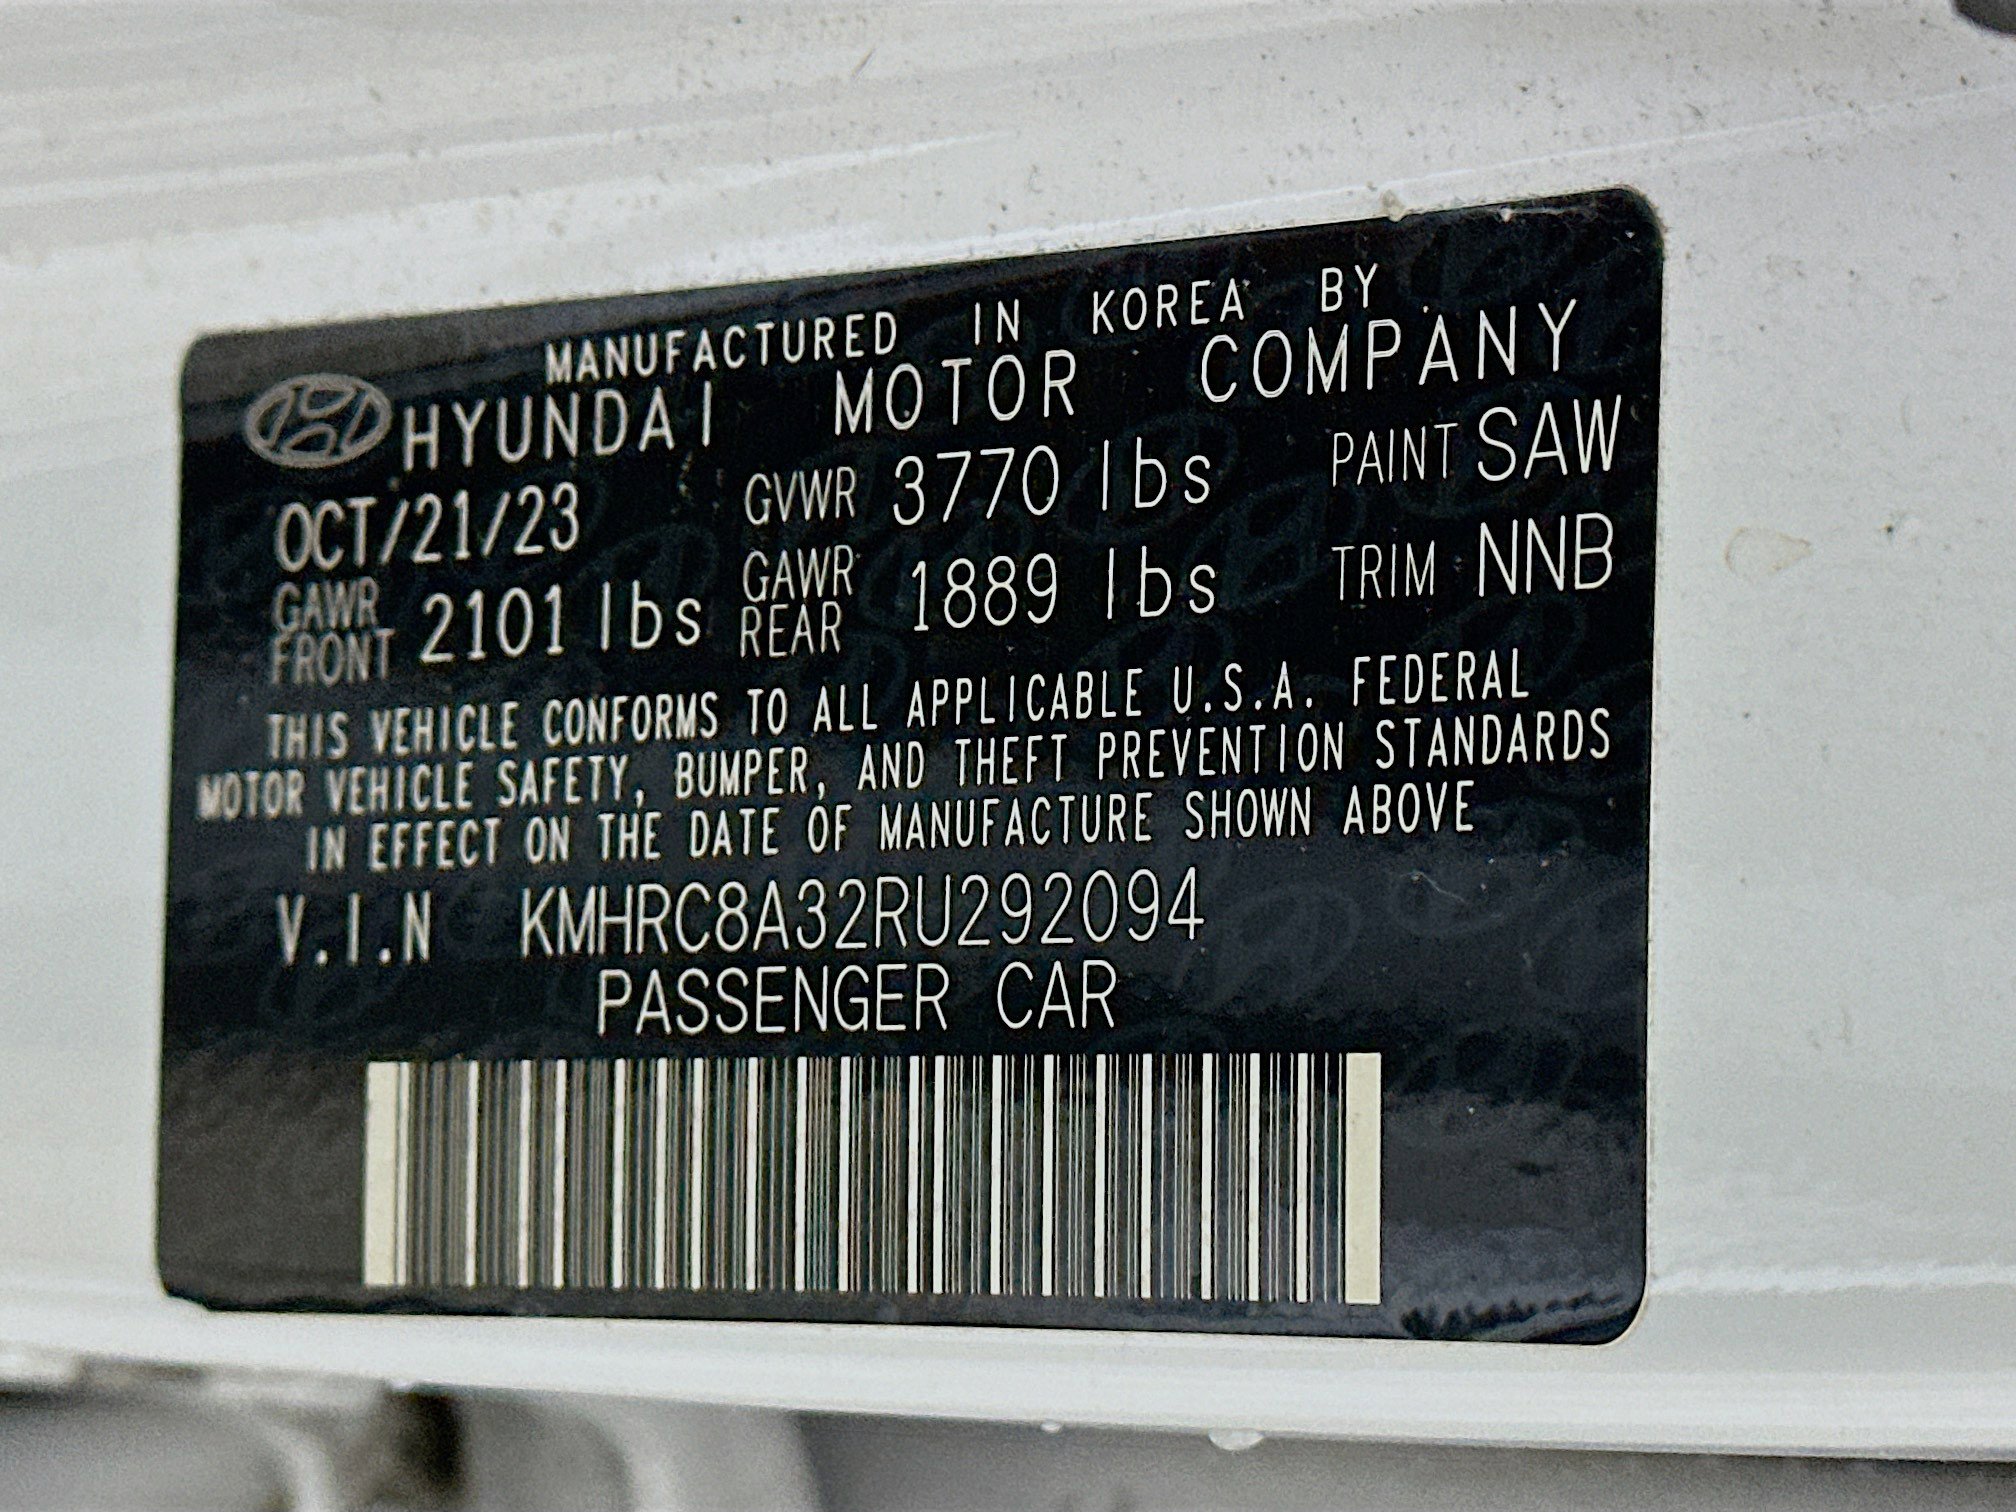 MANUFACTURED IN KOREA BY
HYUNDAI MOTOR COMPANY
OCT/21/23 GVWR 3770 lbs PAINT SAW
GAWR FRONT 2101 lbs GAWR REAR 1889 lbs TRIM NNB
THIS VEHICLE CONFORMS TO ALL APPLICABLE U.S.A. FEDERAL
MOTOR VEHICLE SAFETY, BUMPER, AND THEFT PREVENTION STANDARDS
IN EFFECT ON THE DATE OF MANUFACTURE SHOWN ABOVE
V.I.N KMHRC8A32RU292094
PASSENGER CAR